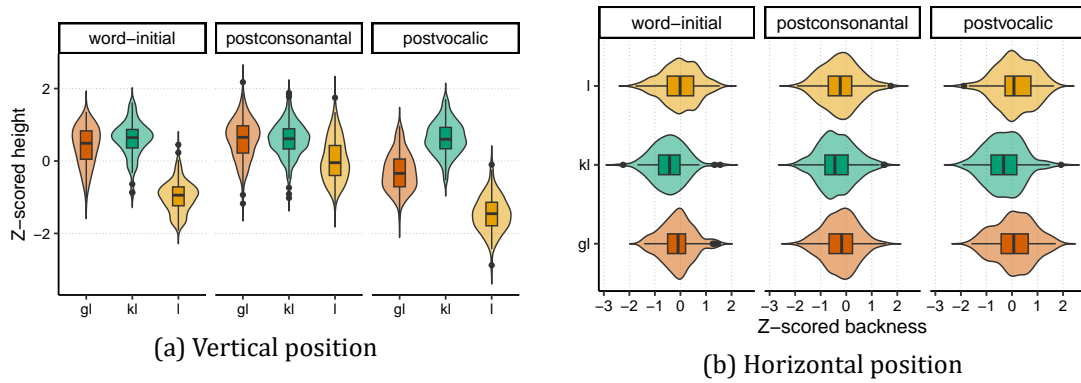 word−initial postconsonantal postvocalic
2
0
−2
Z−scored height
gl kl l gl kl l gl kl l
(a) Vertical position
word−initial postconsonantal postvocalic
l
kl
gl
−3 −2 −1 0 1 2 −3 −2 −1 0 1 2 −3 −2 −1 0 1 2
Z−scored backness
(b) Horizontal position